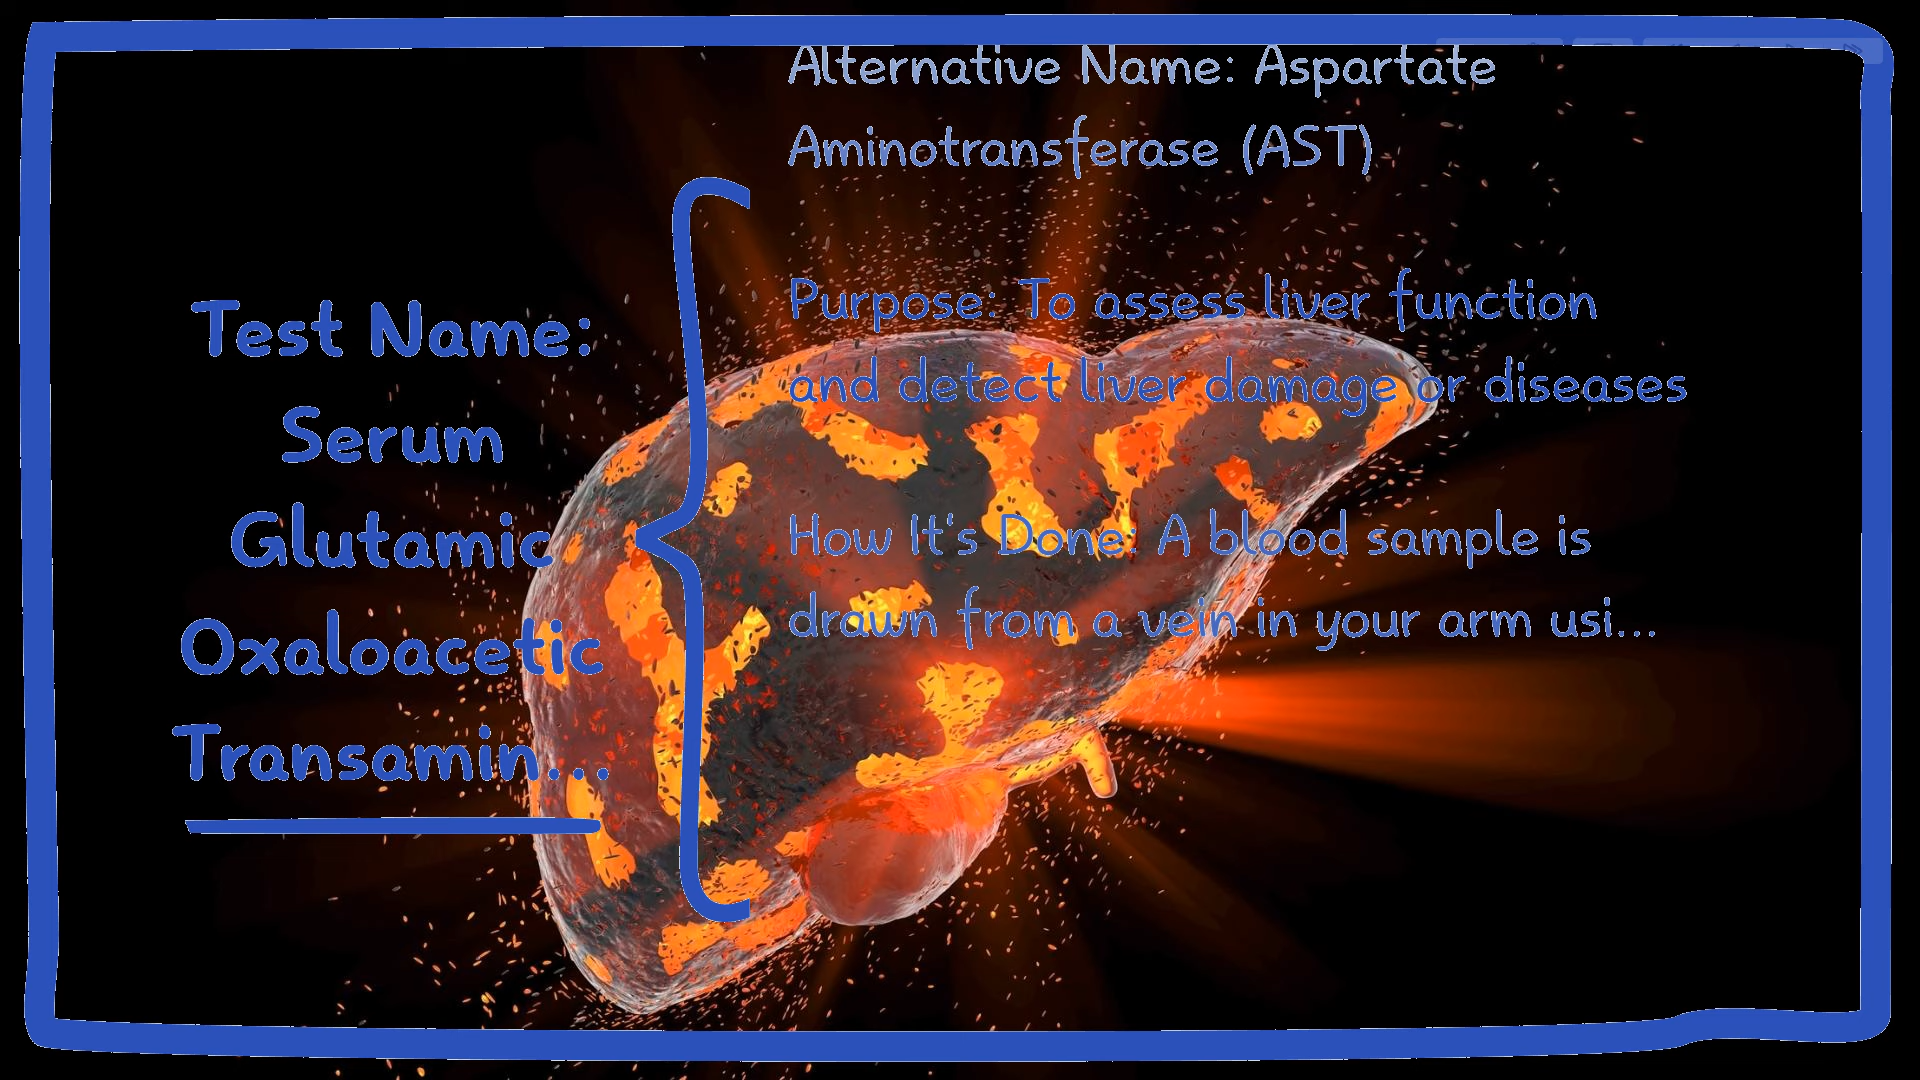 Test Name:
Serum
Glutamic
Oxaloacetic
Transamin...
Alternative Name: Aspartate
Aminotransferase (AST)
Purpose: To assess liver function
and detect liver damage or diseases
How It's Done: A blood sample is
drawn from a vein in your arm usi...